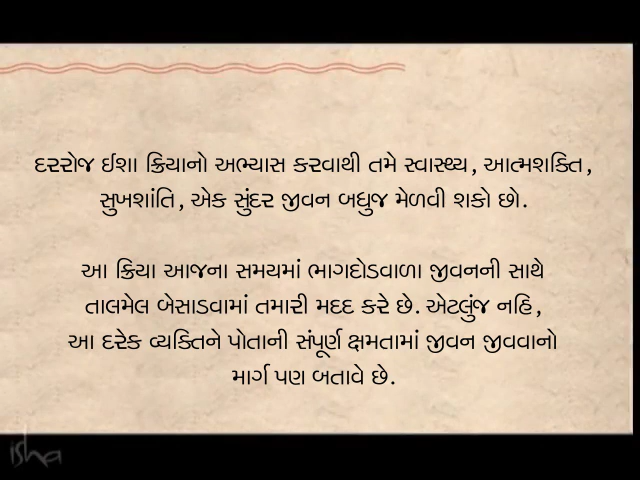 દરરોજ ઈશા ક્રિયાનો અભ્યાસ કરવાથી તમે સ્વાસ્થ્ય, આત્મશક્તિ,
સુખશાંતિ, એક સુંદર જીવન બધુજ મેળવી શકો છો.
આ ક્રિયા આજના સમયમાં ભાગદોડવાળા જીવનની સાથે
તાલમેલ બેસાડવામાં તમારી મદદ કરે છે. એટલુંજ નહિ,
આ દરેક વ્યક્તિને પોતાની સંપૂર્ણ ક્ષમતામાં જીવન જીવવાનો
માર્ગ પણ બતાવે છે.
isha